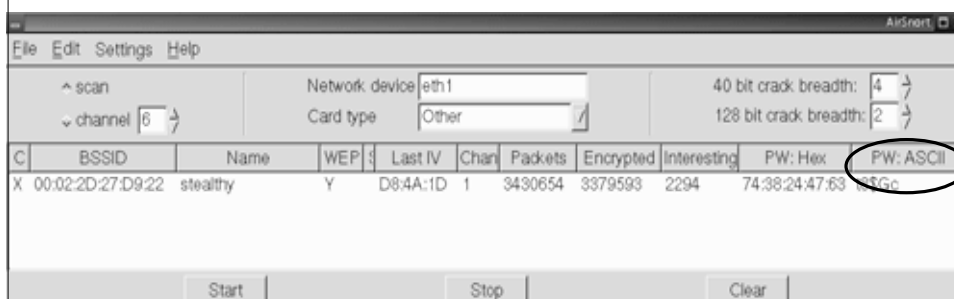 AirSnort
File Edit Settings Help
scan
Network device eth1
40 bit crack breadth: 4
channel 6
Card type Other
128 bit crack breadth: 2
C BSSID Name WEP Last IV Chan Packets Encrypted Interesting PW: Hex PW: ASCII
X 00:02:2D:27:D9:22 stealthy Y D8:4A:1D 1 3430654 3379593 2294 74:38:24:47:63 t8$Gc
Start Stop Clear